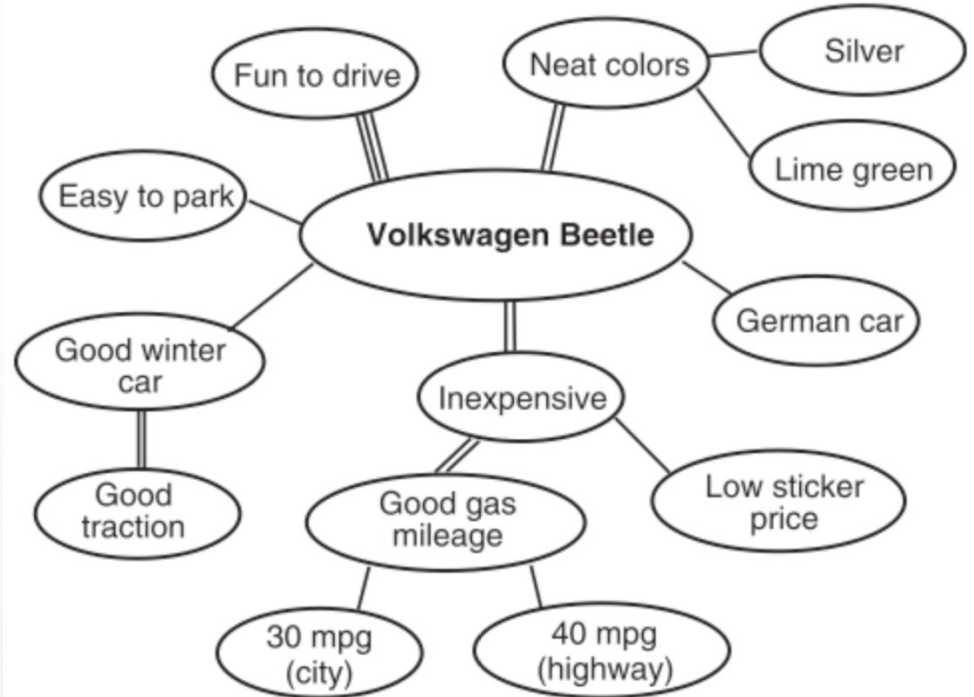 Fun to drive
Neat colors
Silver
Lime green
Easy to park
Volkswagen Beetle
German car
Good winter
car
Inexpensive
Good
traction
Good gas
mileage
Low sticker
price
30 mpg
(city)
40 mpg
(highway)